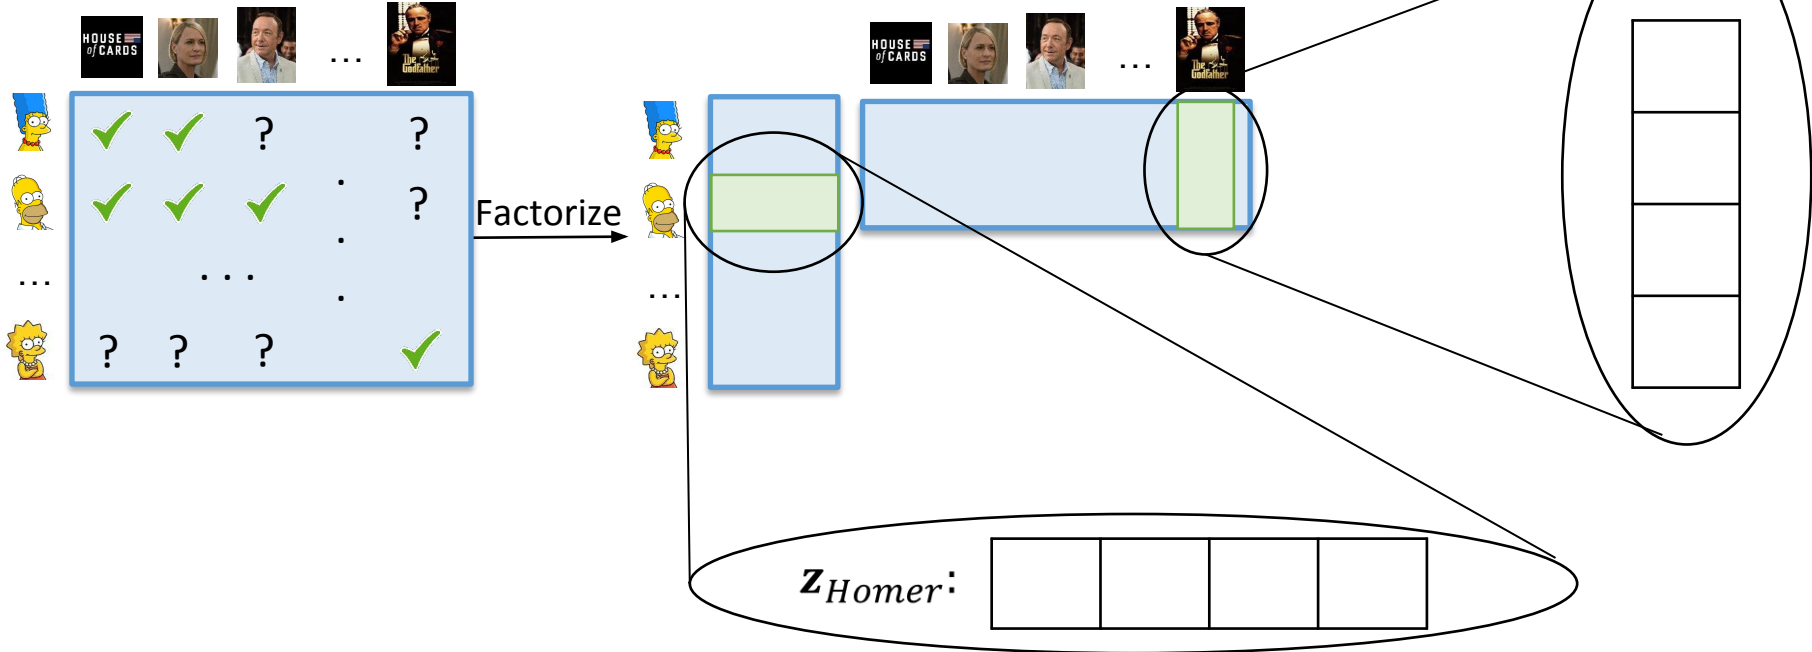 HOUSE
of CARDS
...
The
Godfather
HOUSE
of CARDS
...
The
Godfather
✓ ✓ ? ?
✓ ✓ ✓ . ?
.
... ... .
? ? ? ✓
Factorize
...
z_Homer: